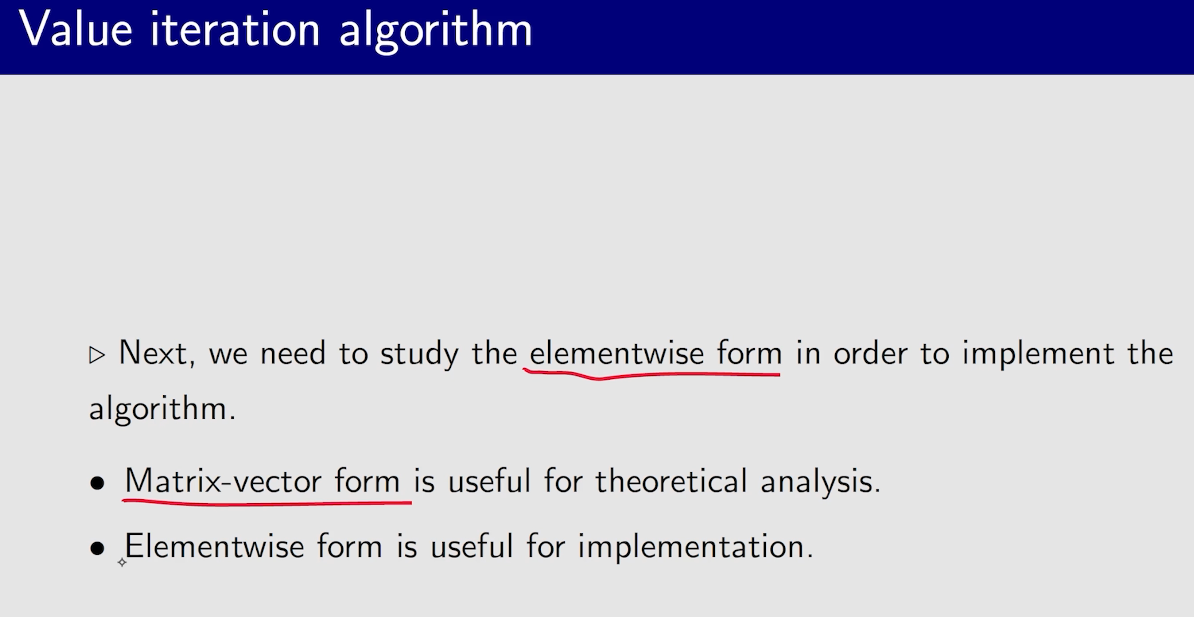 Value iteration algorithm
▷ Next, we need to study the elementwise form in order to implement the
algorithm.
• Matrix-vector form is useful for theoretical analysis.
• Elementwise form is useful for implementation.